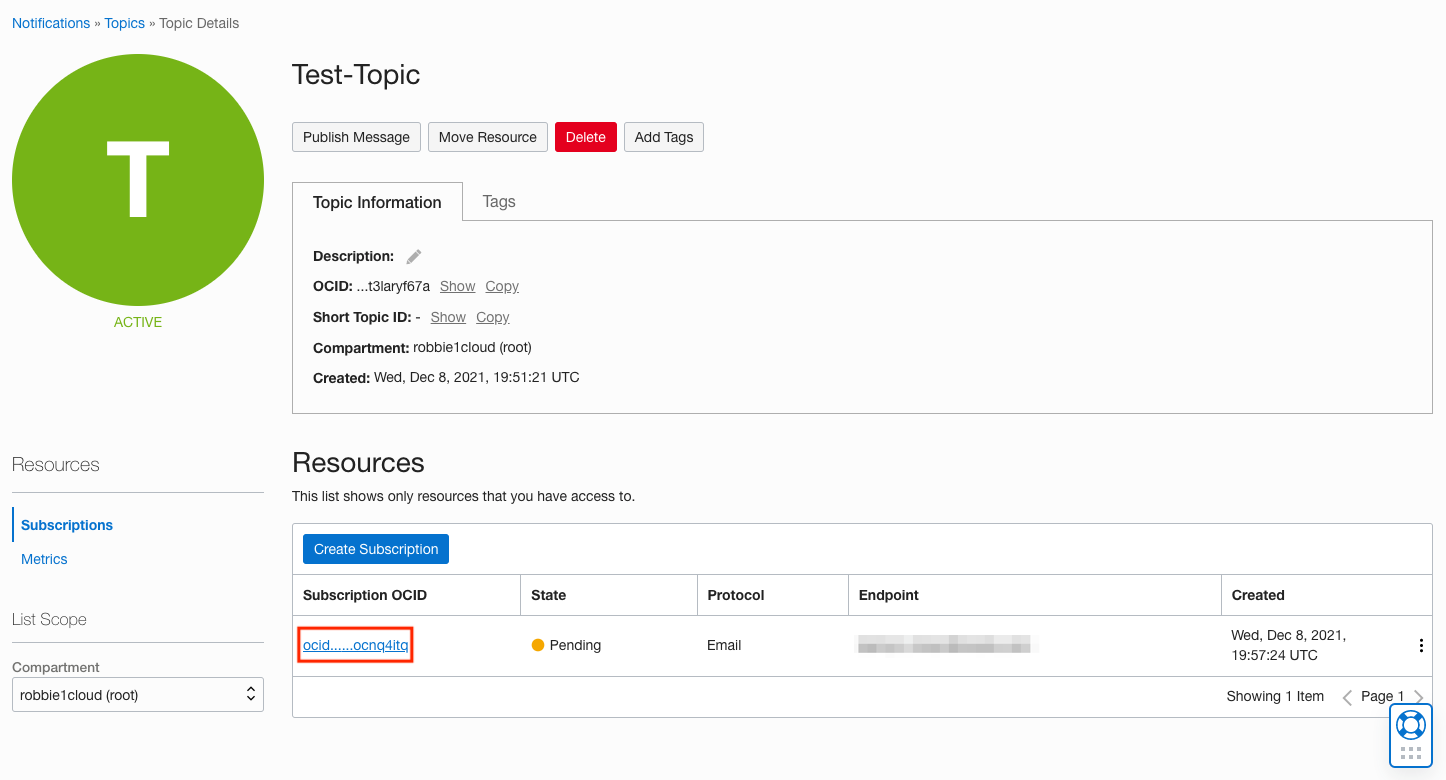 Notifications » Topics » Topic Details
T
ACTIVE
Test-Topic
Publish Message
Move Resource
Delete
Add Tags
Topic Information
Tags
Description:
OCID: ...t3laryf67a Show Copy
Short Topic ID: - Show Copy
Compartment: robbie1cloud (root)
Created: Wed, Dec 8, 2021, 19:51:21 UTC
Resources
Subscriptions
Metrics
List Scope
Compartment
robbie1cloud (root)
Resources
This list shows only resources that you have access to.
Create Subscription
Subscription OCID State Protocol Endpoint Created
ocid......ocnq4itq Pending Email Wed, Dec 8, 2021,
19:57:24 UTC
Showing 1 Item Page 1